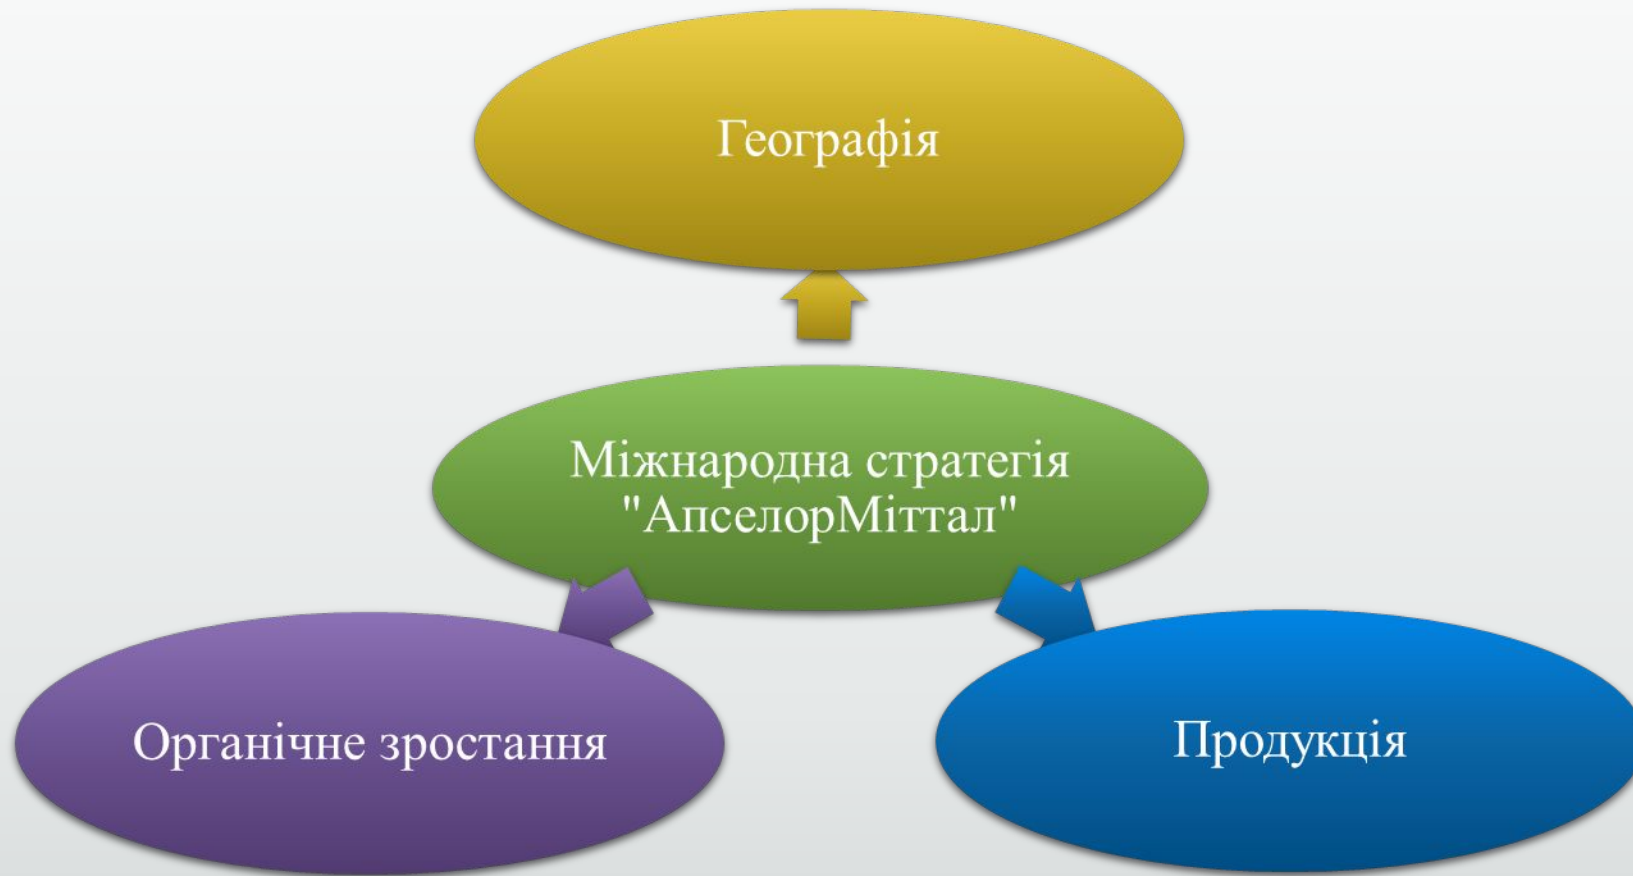 Географія
Міжнародна стратегія
"АпселорМіттал"
Органічне зростання
Продукція